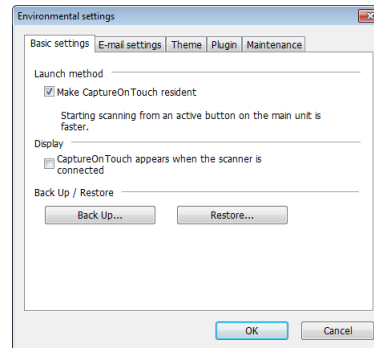 Environmental settings
Basic settings E-mail settings Theme Plugin Maintenance
Launch method
Make CaptureOnTouch resident
Starting scanning from an active button on the main unit is
faster.
Display
CaptureOnTouch appears when the scanner is
connected
Back Up / Restore
Back Up... Restore...
OK Cancel